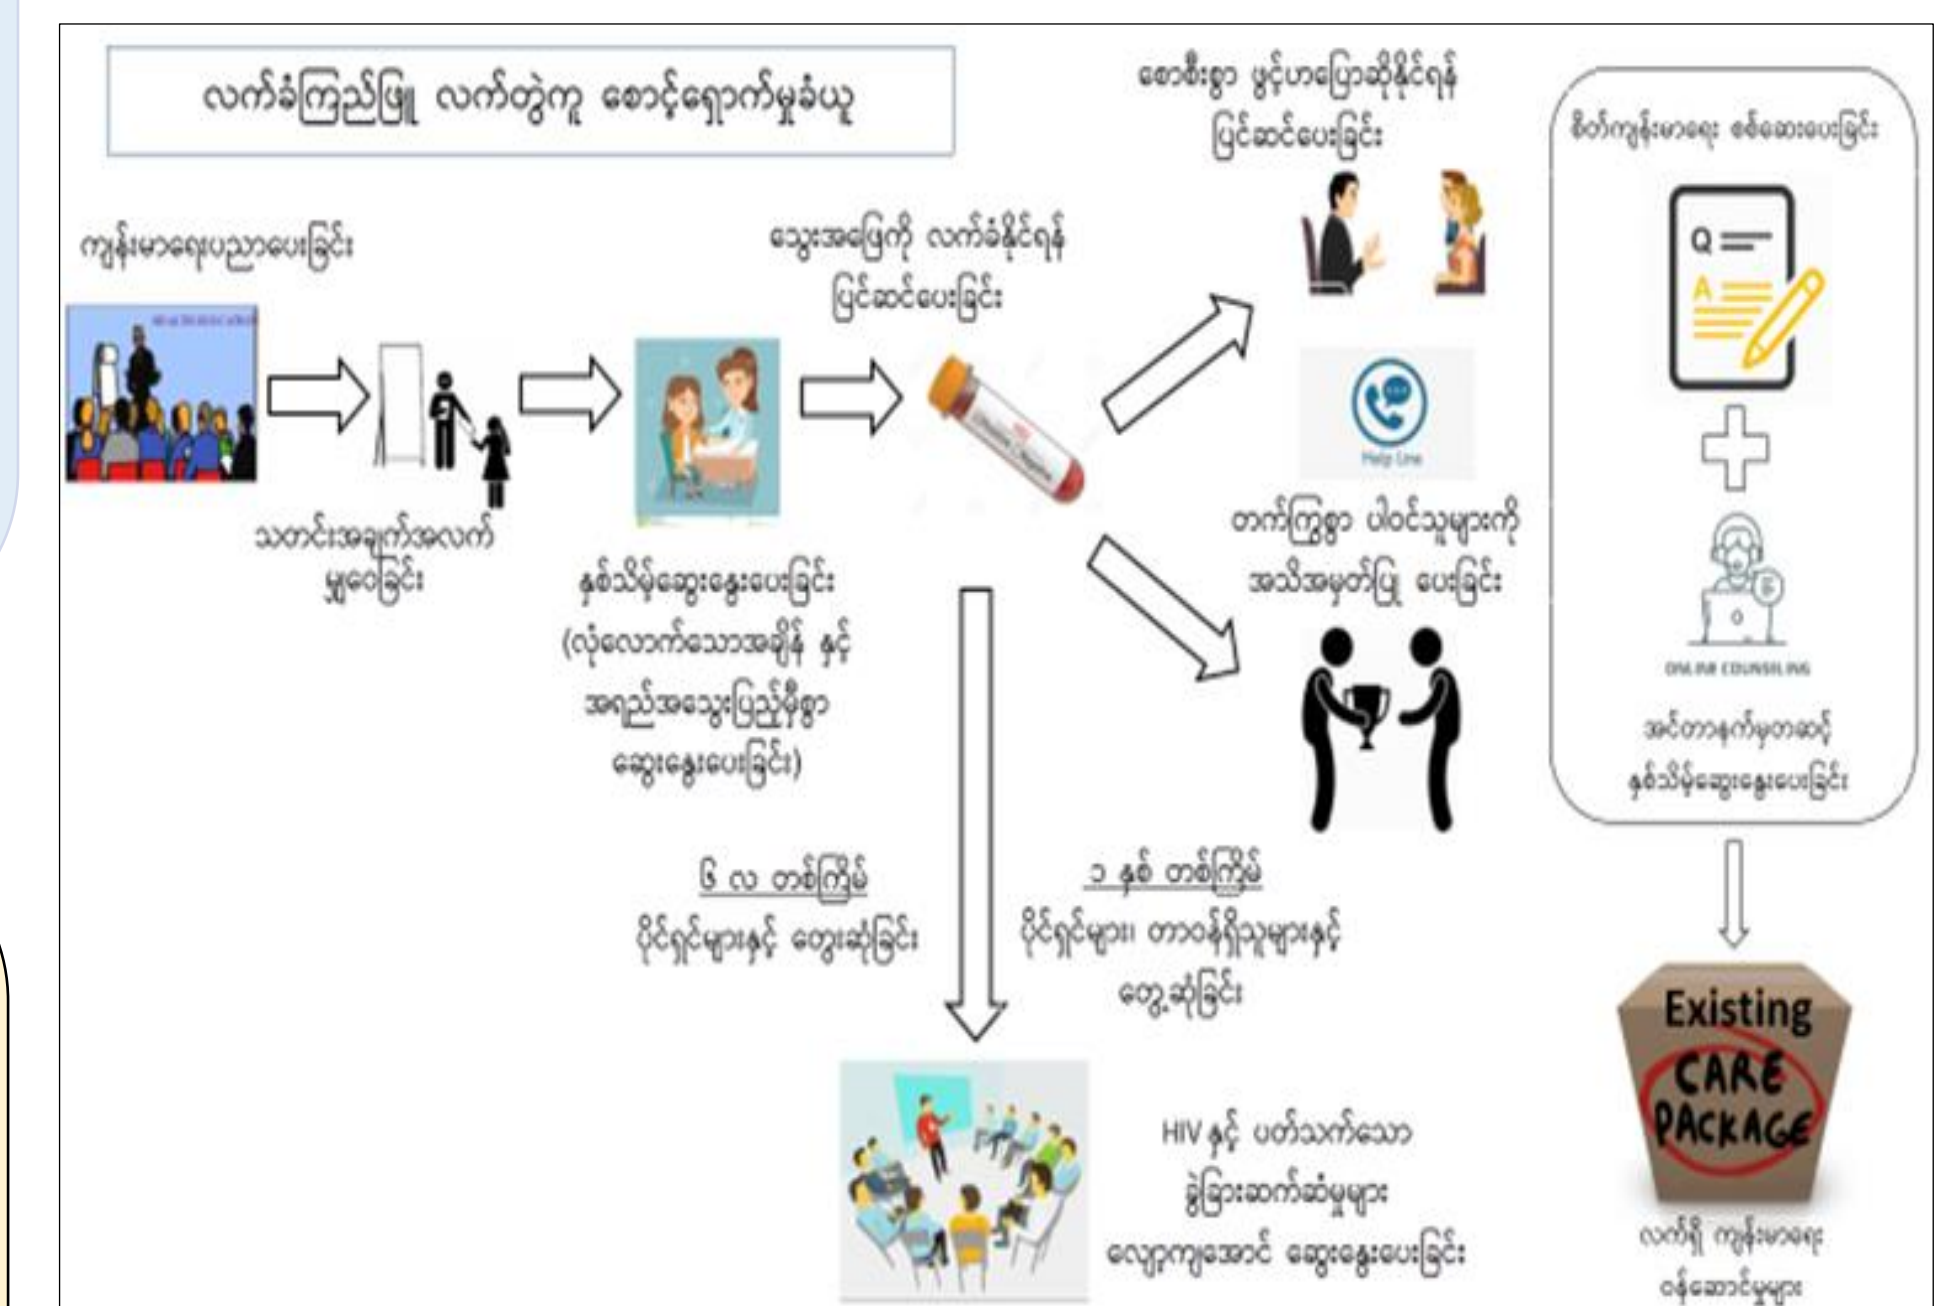 လက်ခံကြည်ဖြူ လက်တွဲကူ စောင့်ရှောက်မှုခံယူ
ကျန်းမာရေးပညာပေးခြင်း
သတင်းအချက်အလက်
မျှဝေခြင်း
နှစ်သိမ့်ဆွေးနွေးပေးခြင်း
(လုံလောက်သောအချိန် နှင့်
အရည်အသွေးပြည့်မှီစွာ
ဆွေးနွေးပေးခြင်း)
သွေးအဖြေကို လက်ခံနိုင်ရန်
ပြင်ဆင်ပေးခြင်း
စောစီးစွာ ဖွင့်ဟပြောဆိုနိုင်ရန်
ပြင်ဆင်ပေးခြင်း
Help Line
တက်ကြွစွာ ပါဝင်သူများကို
အသိအမှတ်ပြု ပေးခြင်း
၆ လ တစ်ကြိမ်
ပိုင်ရှင်များနှင့် တွေးဆုံခြင်း
၁ နှစ် တစ်ကြိမ်
ပိုင်ရှင်များ၊ တာဝန်ရှိသူများနှင့်
တွေ့ဆုံခြင်း
HIV နှင့် ပတ်သက်သော
ခွဲခြားဆက်ဆံမှုများ
လျော့ကျအောင် ဆွေးနွေးပေးခြင်း
စိတ်ကျန်းမာရေး စစ်ဆေးပေးခြင်း
Q
A
ONLINE COUNSELING
အင်တာနက်မှတဆင့်
နှစ်သိမ့်ဆွေးနွေးပေးခြင်း
Existing
CARE
PACKAGE
လက်ရှိ ကျန်းမာရေး
ဝန်ဆောင်မှုများ